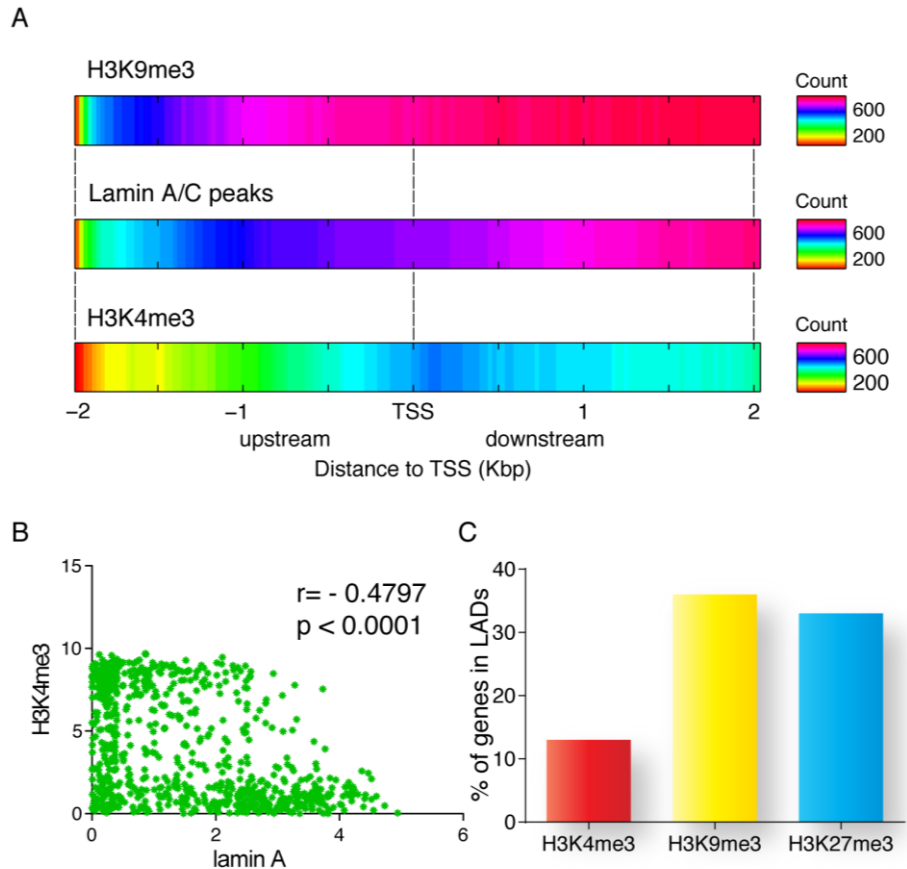 A
H3K9me3
Count
600
200
Lamin A/C peaks
Count
600
200
H3K4me3
Count
600
200
−2 −1 TSS 1 2
upstream downstream
Distance to TSS (Kbp)
B
15
10
5
0
H3K4me3
r= - 0.4797
p < 0.0001
0 2 4 6
lamin A
C
40
30
20
10
0
% of genes in LADs
H3K4me3 H3K9me3 H3K27me3